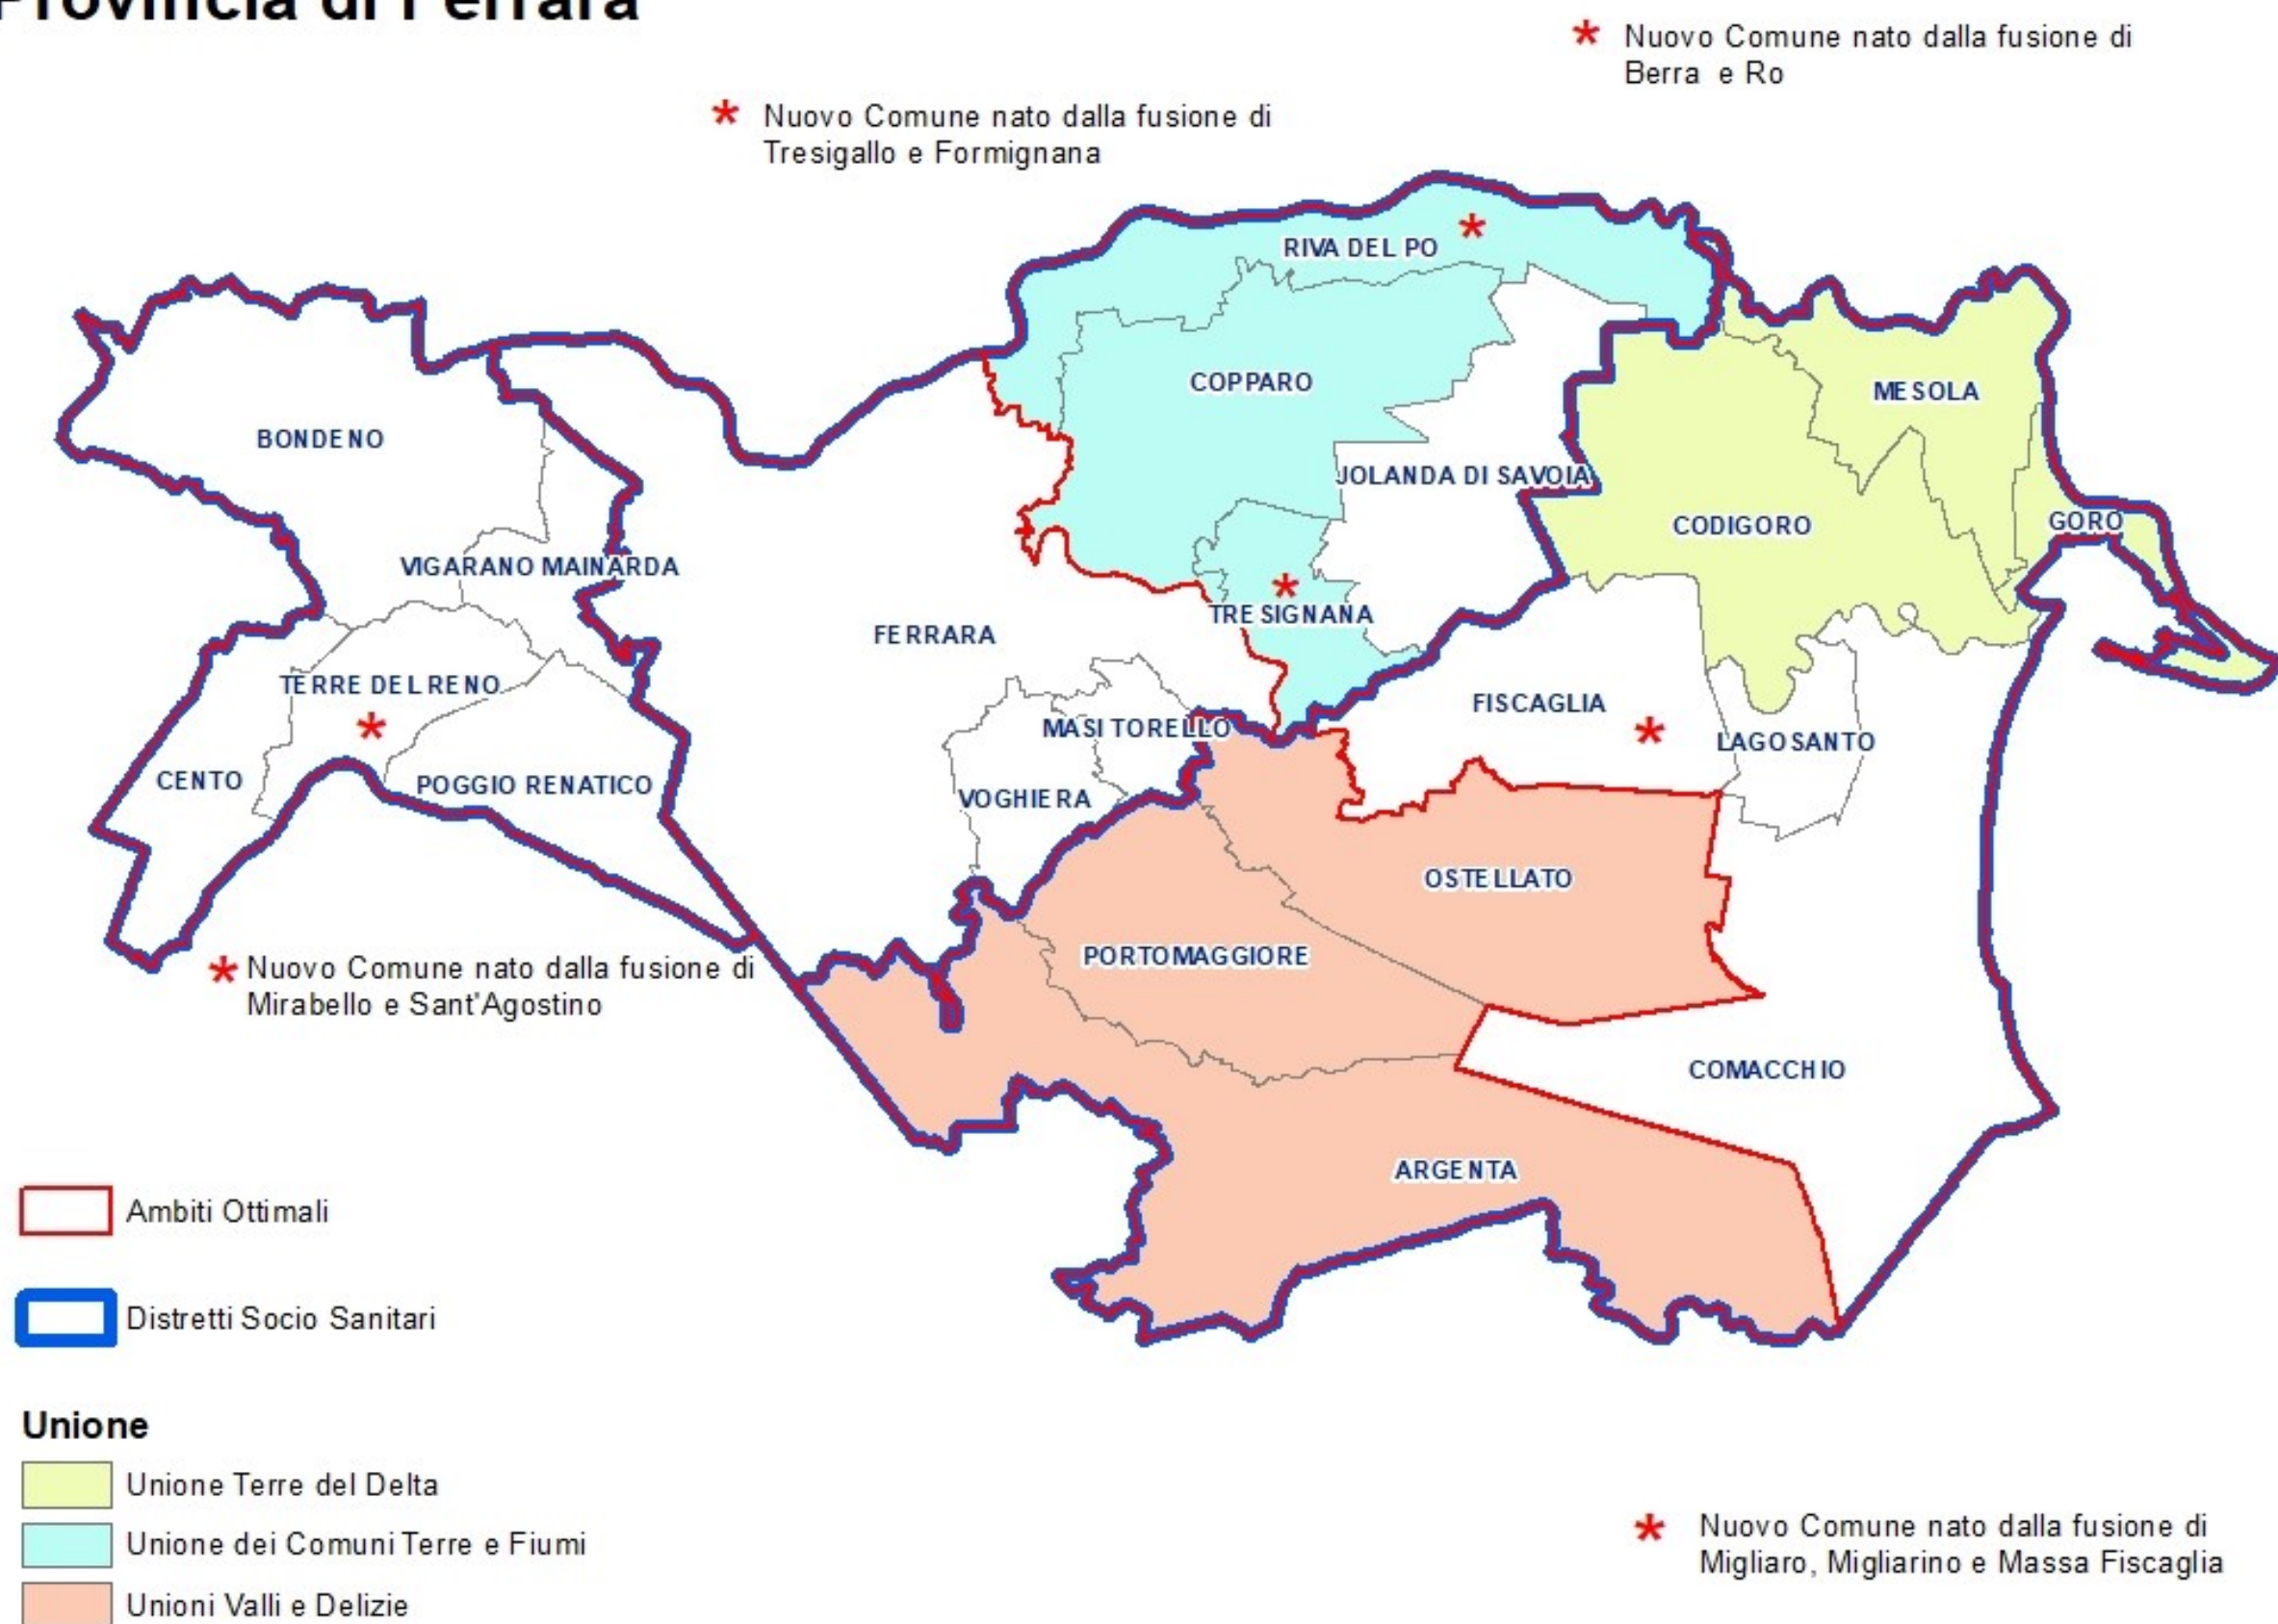 Provincia di Ferrara
* Nuovo Comune nato dalla fusione di
Berra e Ro
* Nuovo Comune nato dalla fusione di
Tresigallo e Formignana
RIVA DEL PO *
COPPARO
MESOLA
BONDENO
JOLANDA DI SAVOIA
GORO
CODIGORO
VIGARANO MAINARDA
*
TRESIGNANA
FERRARA
TERRE DEL RENO
*
FISCAGLIA *
MASI TORELLO
LAGOSANTO
CENTO
POGGIO RENATICO
VOGHIERA
OSTELLATO
PORTOMAGGIORE
* Nuovo Comune nato dalla fusione di
Mirabello e Sant'Agostino
COMACCHIO
ARGENTA
Ambiti Ottimali
Distretti Socio Sanitari
Unione
Unione Terre del Delta
Unione dei Comuni Terre e Fiumi
Unioni Valli e Delizie
* Nuovo Comune nato dalla fusione di
Migliaro, Migliarino e Massa Fiscaglia